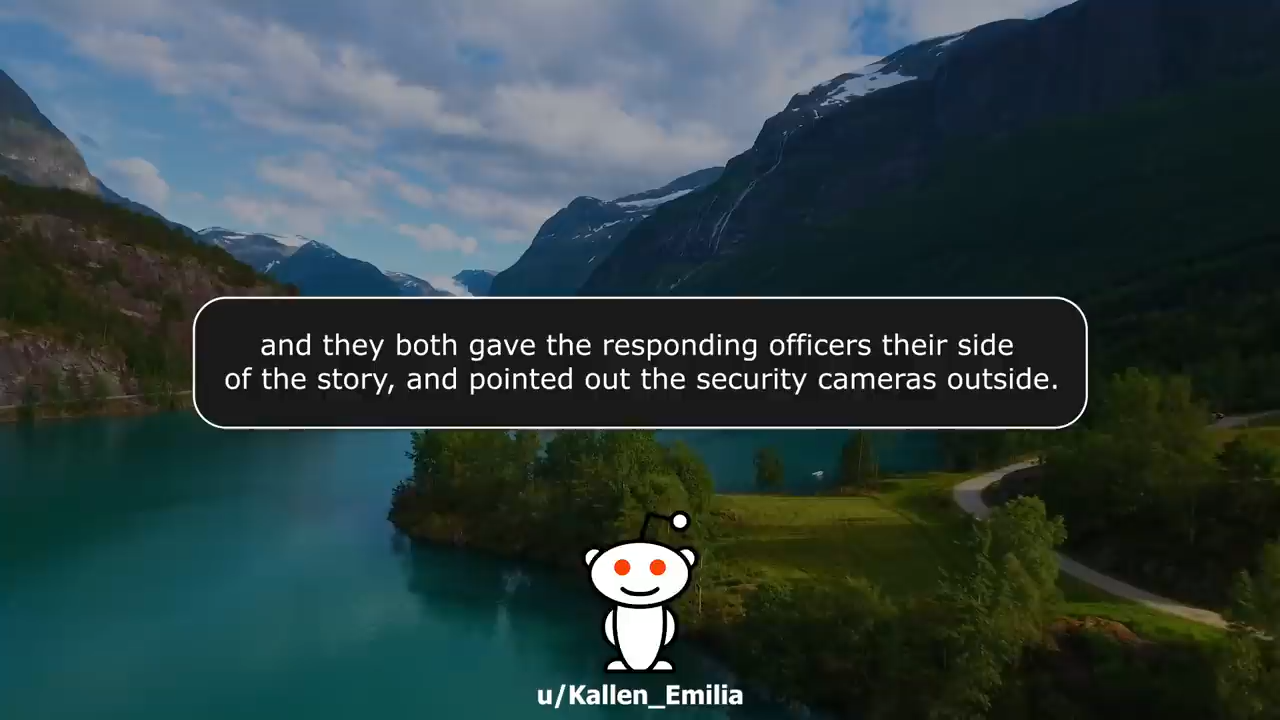 and they both gave the responding officers their side
of the story, and pointed out the security cameras outside.
u/Kallen_Emilia